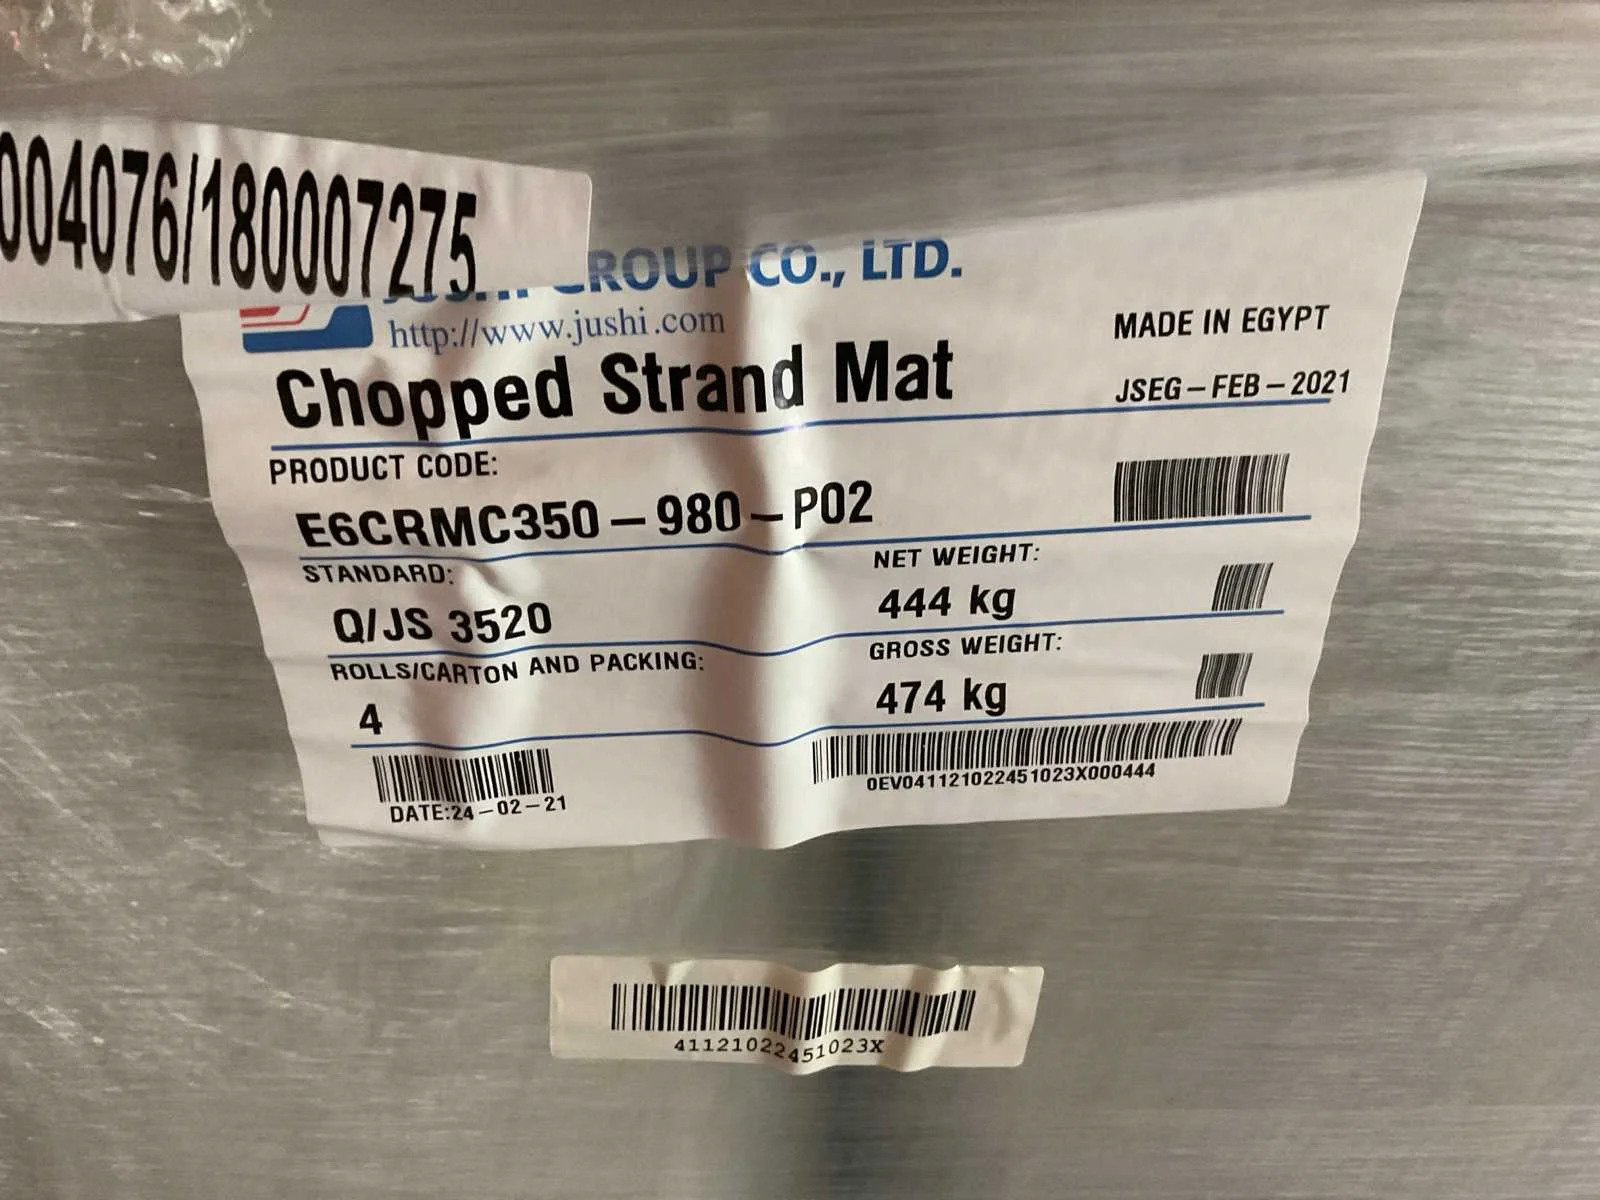 004076/180007275
GROUP CO., LTD.
http://www.jushi.com
Chopped Strand Mat
MADE IN EGYPT
JSEG-FEB-2021
PRODUCT CODE:
E6CRMC350-980-P02
STANDARD:
Q/JS 3520
NET WEIGHT:
444 kg
ROLLS/CARTON AND PACKING:
4
GROSS WEIGHT:
474 kg
DATE:24-02-21
0EV041121022451023X000444
41121022451023X